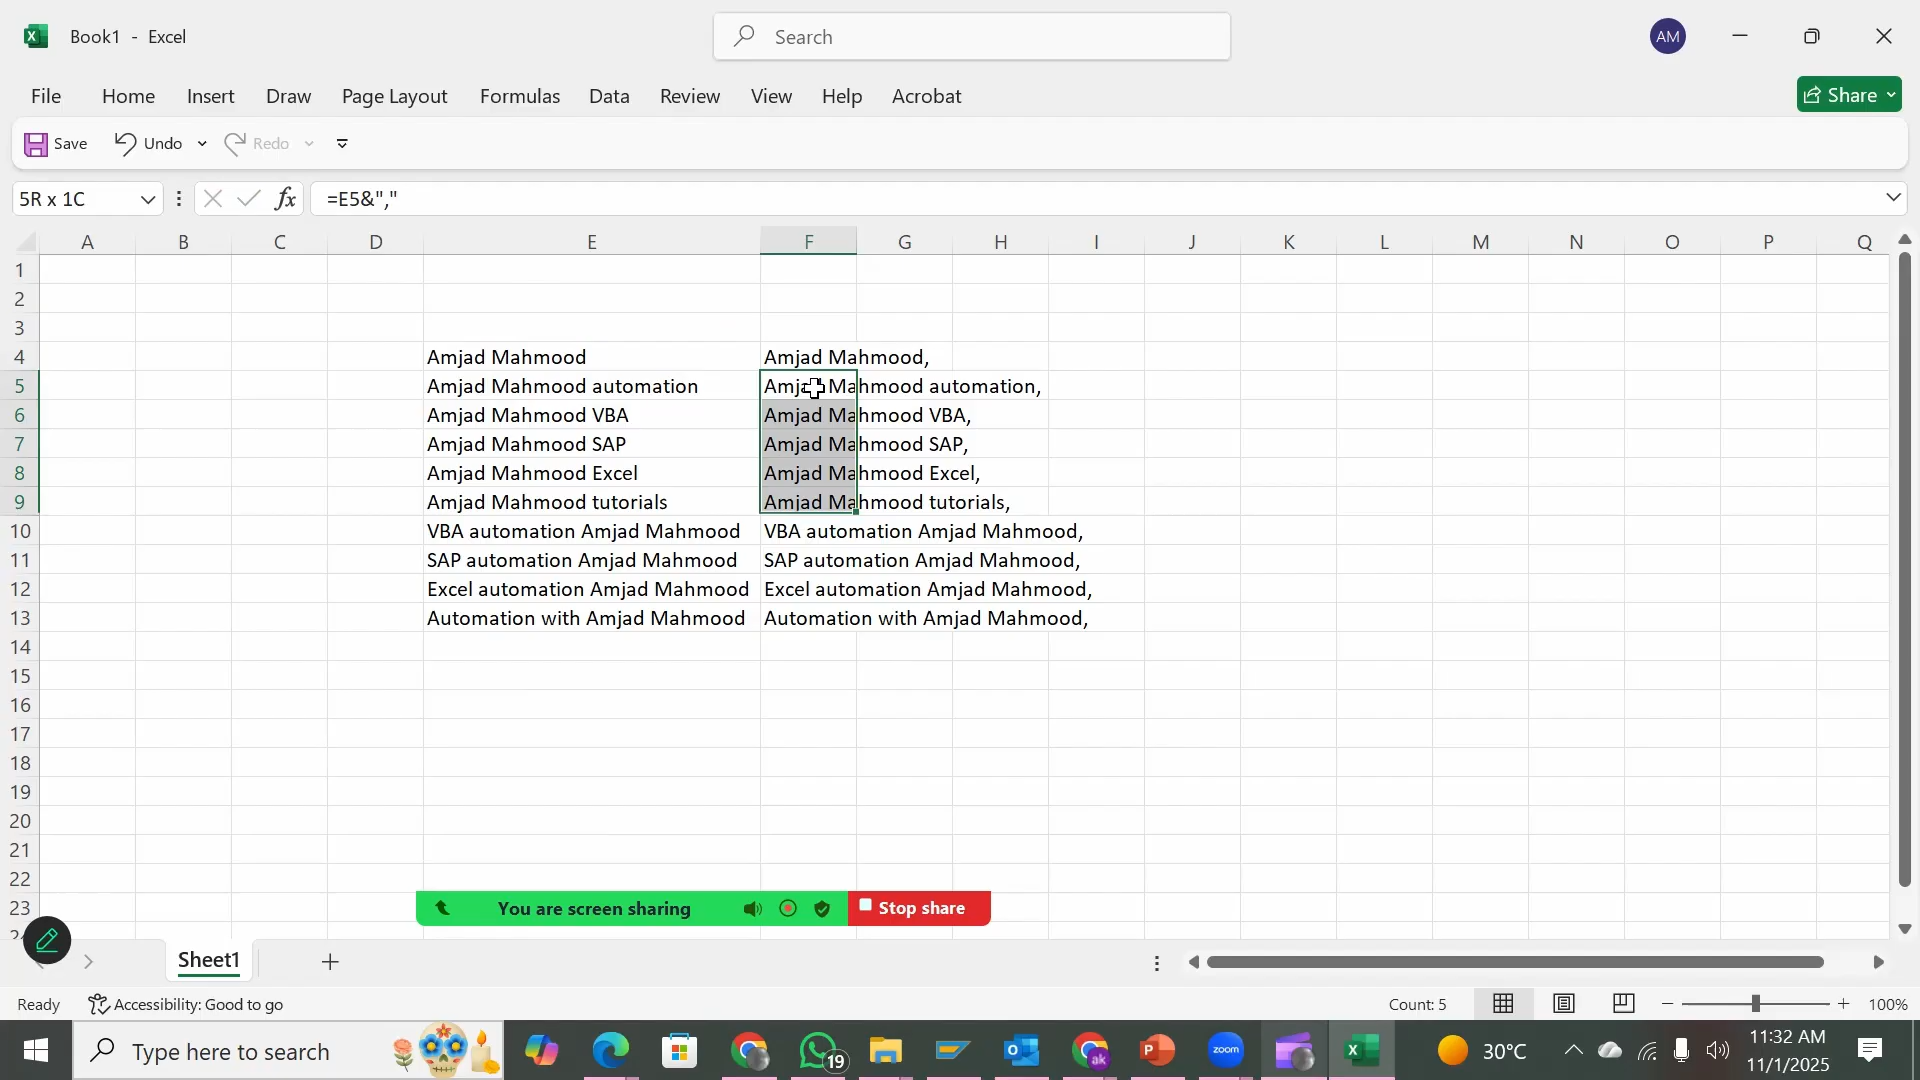 Book1 - Excel
Search
AM
File Home Insert Draw Page Layout Formulas Data Review View Help Acrobat
Share
Save Undo Redo
5R x 1C fx =E5&","
A B C D E F G H I J K L M N O P Q
1
2
3
4 Amjad Mahmood Amjad Mahmood,
5 Amjad Mahmood automation Amjad Mahmood automation,
6 Amjad Mahmood VBA Amjad Mahmood VBA,
7 Amjad Mahmood SAP Amjad Mahmood SAP,
8 Amjad Mahmood Excel Amjad Mahmood Excel,
9 Amjad Mahmood tutorials Amjad Mahmood tutorials,
10 VBA automation Amjad Mahmood VBA automation Amjad Mahmood,
11 SAP automation Amjad Mahmood SAP automation Amjad Mahmood,
12 Excel automation Amjad Mahmood Excel automation Amjad Mahmood,
13 Automation with Amjad Mahmood Automation with Amjad Mahmood,
14
15
16
17
18
19
20
21
22
23
You are screen sharing Stop share
Sheet1
Ready Accessibility: Good to go Count: 5 100%
Type here to search 19 ak zoom 30°C 11:32 AM
11/1/2025